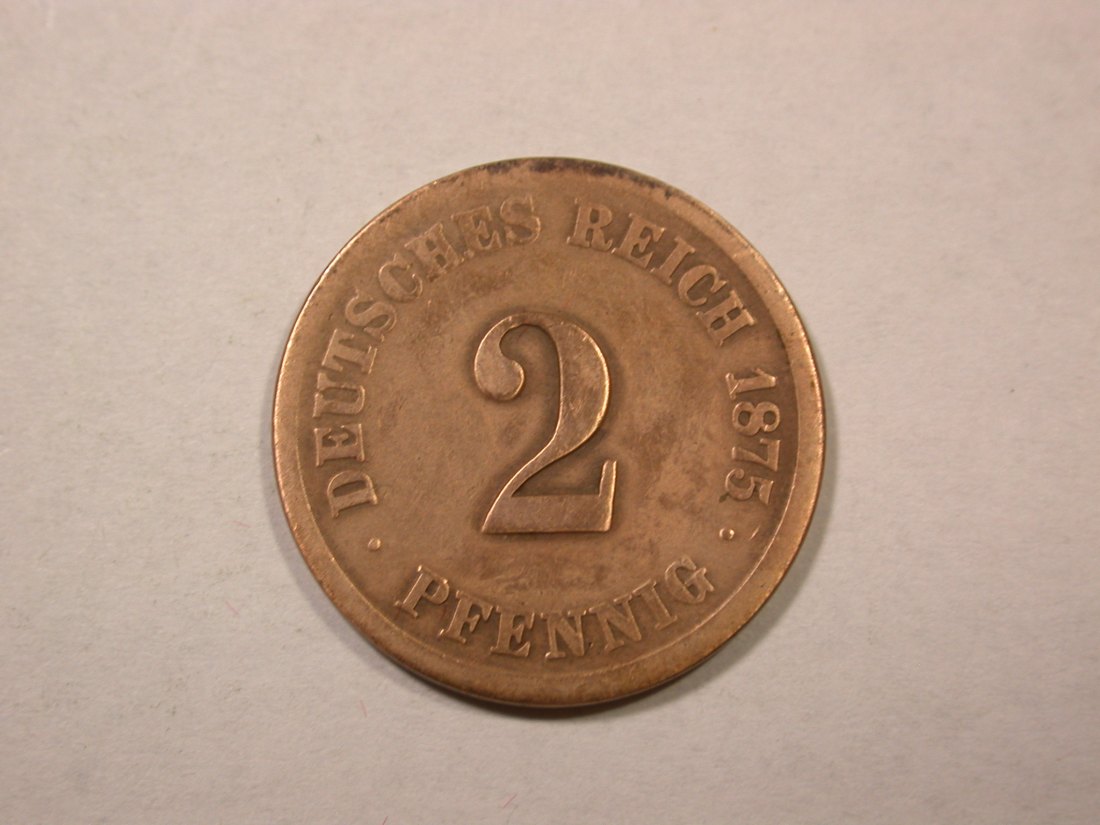 DEUTSCHES REICH 1875
2
PFENNIG